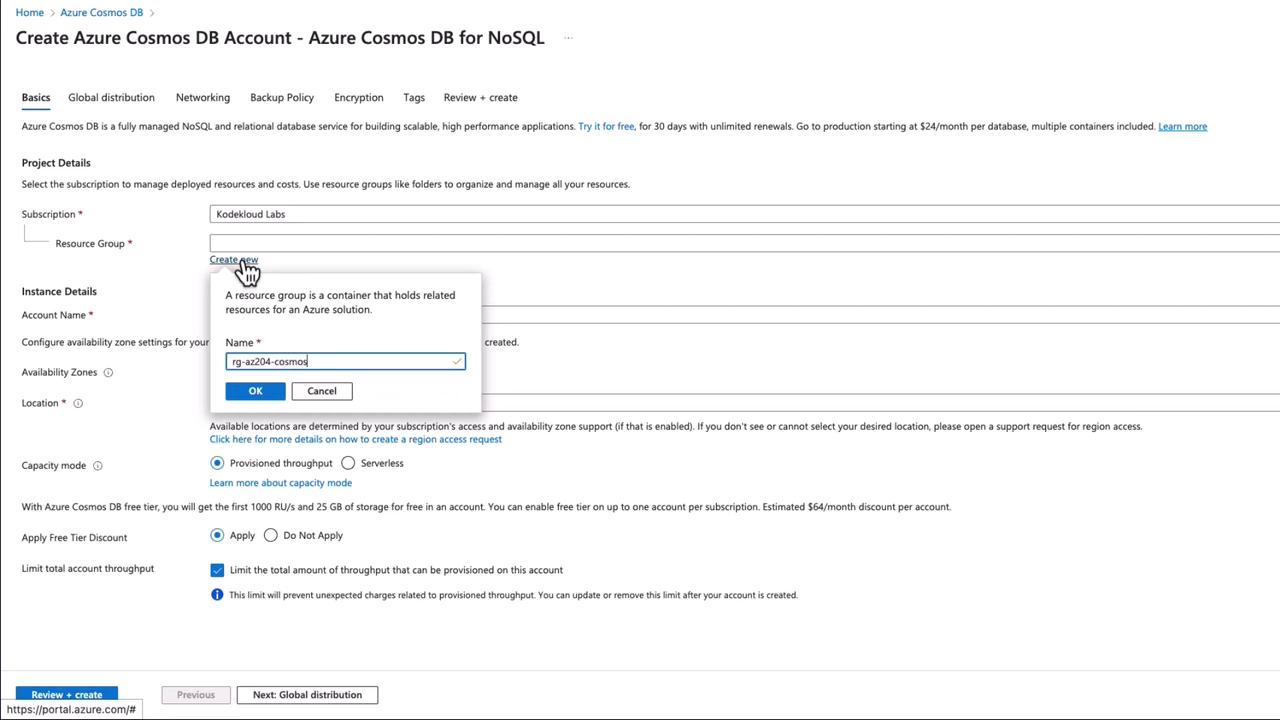 Home > Azure Cosmos DB >
Create Azure Cosmos DB Account - Azure Cosmos DB for NoSQL ...
Basics Global distribution Networking Backup Policy Encryption Tags Review + create
Azure Cosmos DB is a fully managed NoSQL and relational database service for building scalable, high performance applications. Try it for free, for 30 days with unlimited renewals. Go to production starting at $24/month per database, multiple containers included. Learn more
Project Details
Select the subscription to manage deployed resources and costs. Use resource groups like folders to organize and manage all your resources.
Subscription * Kodekloud Labs
Resource Group *
Create new
A resource group is a container that holds related
resources for an Azure solution.
Name *
rg-az204-cosmos
OK Cancel
Instance Details
Account Name *
Configure availability zone settings for your created.
Availability Zones
Location *
Available locations are determined by your subscription's access and availability zone support (if that is enabled). If you don't see or cannot select your desired location, please open a support request for region access.
Click here for more details on how to create a region access request
Capacity mode Provisioned throughput Serverless
Learn more about capacity mode
With Azure Cosmos DB free tier, you will get the first 1000 RU/s and 25 GB of storage for free in an account. You can enable free tier on up to one account per subscription. Estimated $64/month discount per account.
Apply Free Tier Discount Apply Do Not Apply
Limit total account throughput Limit the total amount of throughput that can be provisioned on this account
This limit will prevent unexpected charges related to provisioned throughput. You can update or remove this limit after your account is created.
Review + create Previous Next: Global distribution
https://portal.azure.com/#